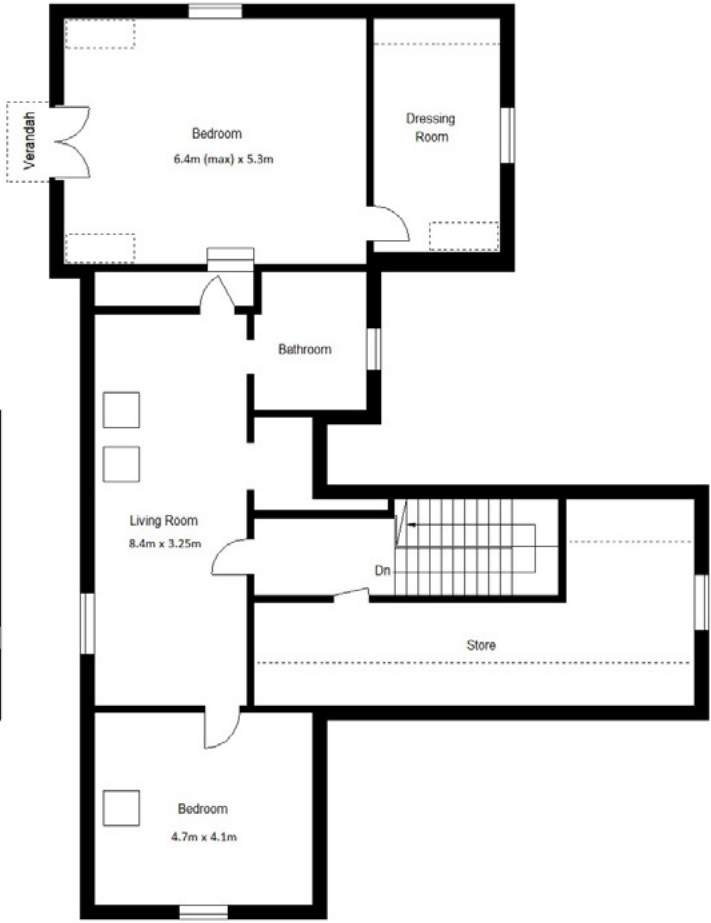 Verandah
Bedroom
6.4m (max) x 5.3m
Dressing
Room
Bathroom
Living Room
8.4m x 3.25m
Dn
Store
Bedroom
4.7m x 4.1m